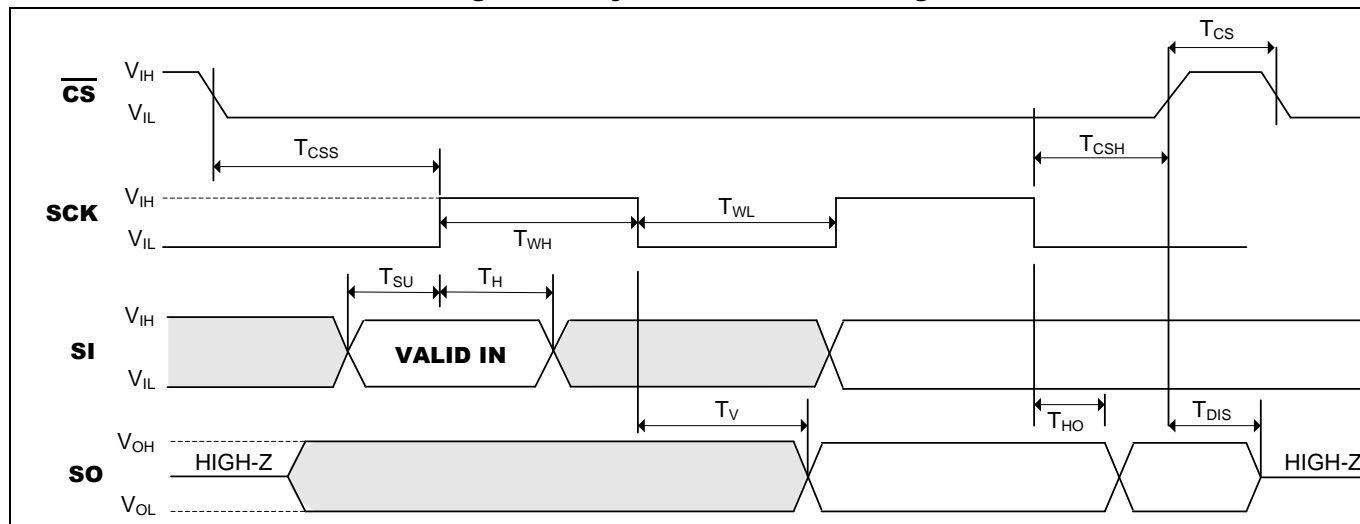 T_CS
V_IH
CS
V_IL
T_CSS
T_CSH
V_IH
SCK
T_WL
V_IL
T_WH
T_SU T_H
V_IH
SI VALID IN
V_IL
T_V T_HO T_DIS
V_OH
HIGH-Z HIGH-Z
SO
V_OL